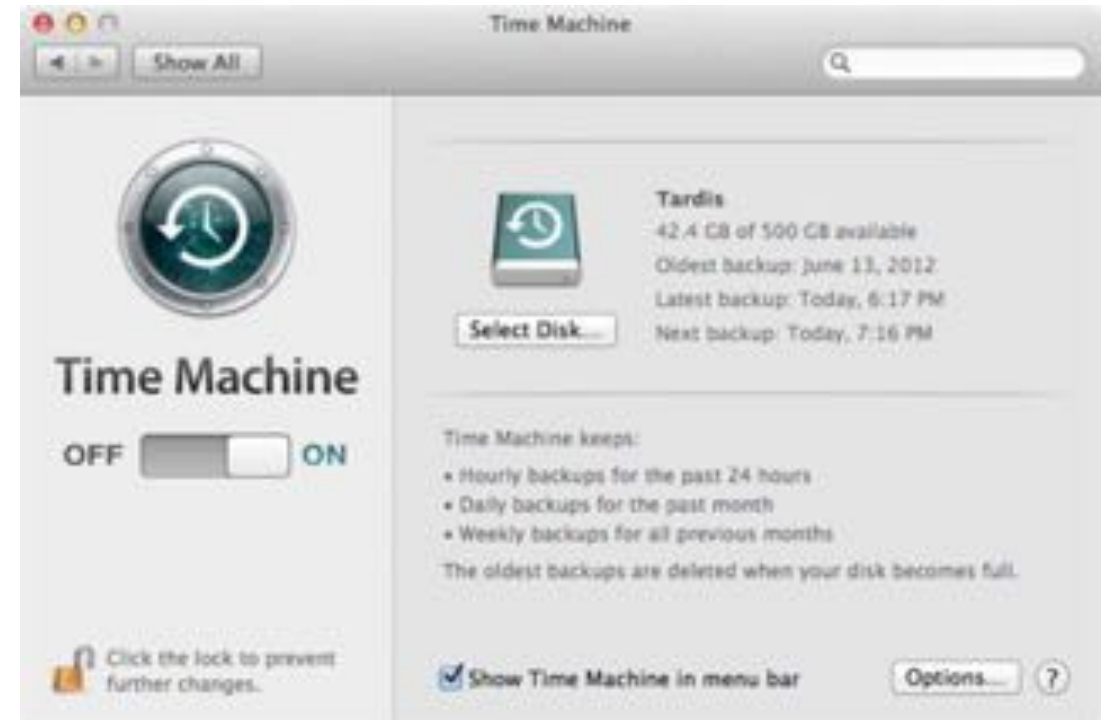 Time Machine
Show All
Tardis
42.4 GB of 500 GB available
Oldest backup: June 13, 2012
Latest backup: Today, 6:17 PM
Next backup: Today, 7:16 PM
Select Disk...
Time Machine
OFF ON
Time Machine keeps:
• Hourly backups for the past 24 hours
• Daily backups for the past month
• Weekly backups for all previous months
The oldest backups are deleted when your disk becomes full.
Click the lock to prevent
further changes.
Show Time Machine in menu bar
Options...
?